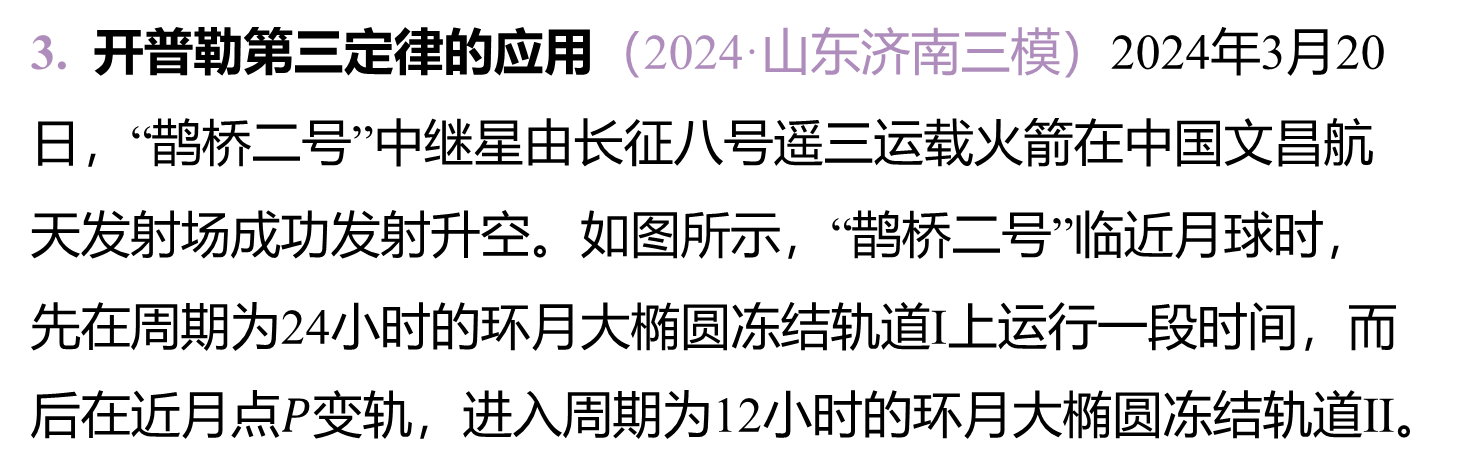 3. 开普勒第三定律的应用（2024·山东济南三模）2024年3月20
日，“鹊桥二号”中继星由长征八号遥三运载火箭在中国文昌航
天发射场成功发射升空。如图所示，“鹊桥二号”临近月球时，
先在周期为24小时的环月大椭圆冻结轨道I上运行一段时间，而
后在近月点P变轨，进入周期为12小时的环月大椭圆冻结轨道II。